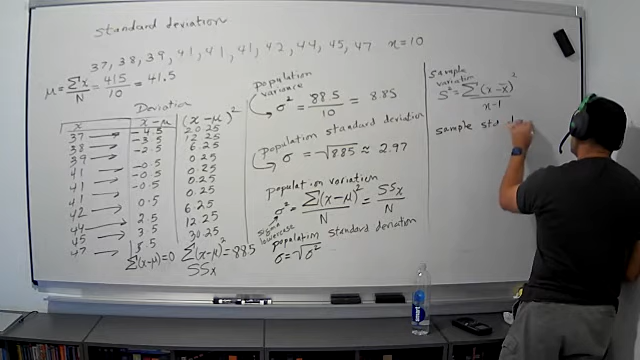 standard deviation
37, 38, 39, 41, 41, 41, 42, 44, 45, 47 n=10
μ = Σx/N = 415/10 = 41.5
Deviation
x x-μ (x-μ)²
37 -4.5 20.25
38 -3.5 12.25
39 -2.5 6.25
41 -0.5 0.25
41 -0.5 0.25
41 -0.5 0.25
42 0.5 0.25
44 2.5 6.25
45 3.5 12.25
47 5.5 30.25
Σ(x-μ)=0 Σ(x-μ)²=885
SSx
population
variance
σ² = 88.5/10 = 8.85
population standard deviation
σ = √885 ≈ 2.97
population variation
σ² = Σ(x-μ)²/N = SSx/N
sigma
lowercase
population standard deviation
σ=√σ²
Sample
variation
S² = Σ(x-x̄)²/n-1
sample std d